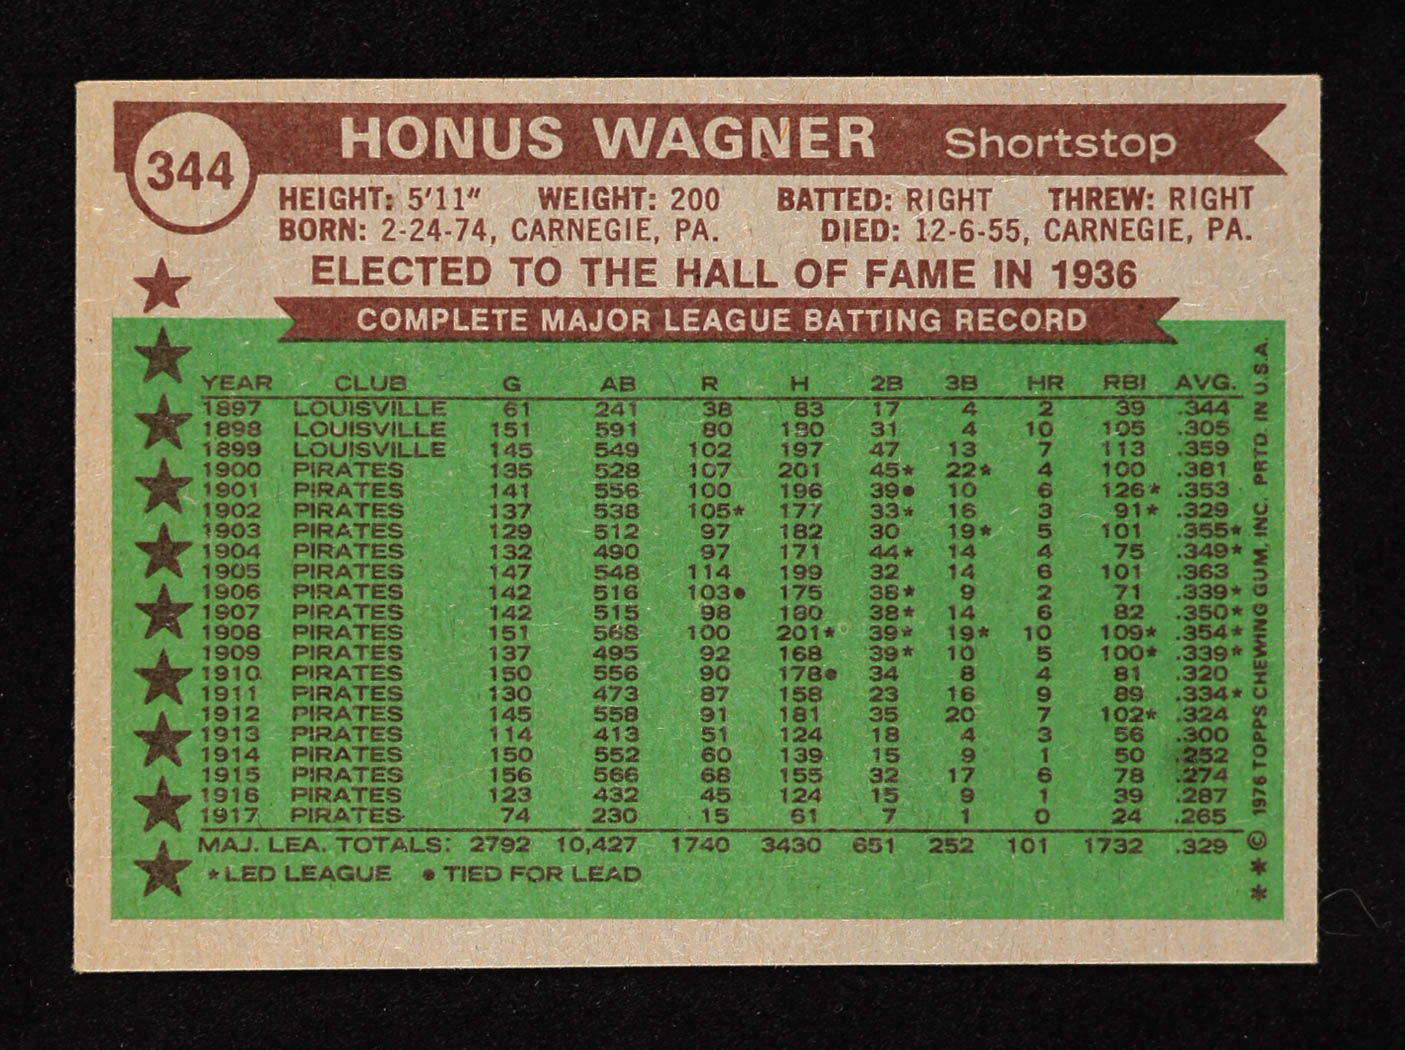 344
HONUS WAGNER Shortstop
HEIGHT: 5'11" WEIGHT: 200 BATTED: RIGHT THREW: RIGHT
BORN: 2-24-74, CARNEGIE, PA. DIED: 12-6-55, CARNEGIE, PA.
ELECTED TO THE HALL OF FAME IN 1936
COMPLETE MAJOR LEAGUE BATTING RECORD
YEAR CLUB G AB R H 2B 3B HR RBI AVG.
1897 LOUISVILLE 61 241 38 83 17 4 2 39 .344
1898 LOUISVILLE 151 591 80 180 31 4 10 105 .305
1899 LOUISVILLE 145 549 102 197 47 13 7 113 .359
1900 PIRATES 135 528 107 201 45* 22* 4 100 .381
1901 PIRATES 141 556 100 196 39• 10 6 126* .353
1902 PIRATES 137 538 105* 177 33* 16 3 91* .329
1903 PIRATES 129 512 97 182 30 19* 5 101 .355*
1904 PIRATES 132 490 97 171 44* 14 4 75 .349*
1905 PIRATES 147 548 114 199 32 14 6 101 .363
1906 PIRATES 142 516 103• 175 38* 9 2 71 .339*
1907 PIRATES 142 515 98 180 38* 14 6 82 .350*
1908 PIRATES 151 568 100 201* 39* 19* 10 109* .354*
1909 PIRATES 137 495 92 168 39* 10 5 100* .339*
1910 PIRATES 150 556 90 178• 34 8 4 81 .320
1911 PIRATES 130 473 87 158 23 16 9 89 .334*
1912 PIRATES 145 558 91 181 35 20 7 102* .324
1913 PIRATES 114 413 51 124 18 4 3 56 .300
1914 PIRATES 150 552 60 139 15 9 1 50 .252
1915 PIRATES 156 566 68 155 32 17 6 78 .274
1916 PIRATES 123 432 45 124 15 9 1 39 .287
1917 PIRATES 74 230 15 61 7 1 0 24 .265
MAJ. LEA. TOTALS: 2792 10,427 1740 3430 651 252 101 1732 .329
*LED LEAGUE •TIED FOR LEAD
**© 1976 TOPPS CHEWING GUM, INC. PRTD. IN U.S.A.